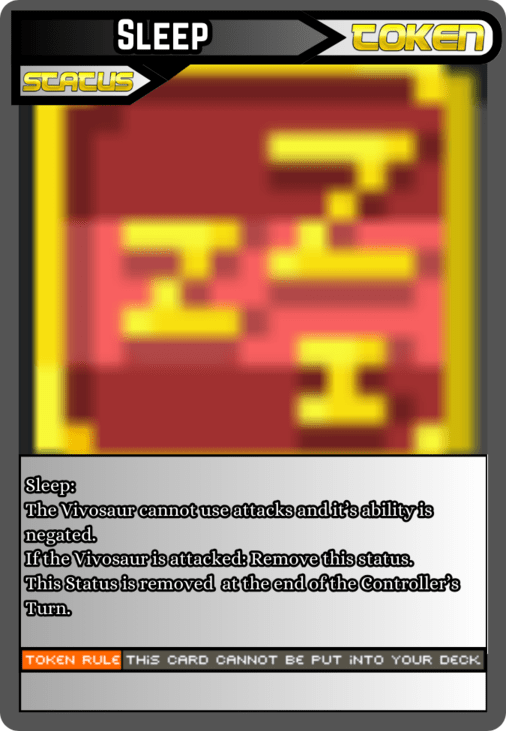 Sleep
TOKEN
STATUS
Sleep:
The Vivosaur cannot use attacks and it's ability is
negated.
If the Vivosaur is attacked: Remove this status.
This Status is removed at the end of the Controller's
Turn.
TOKEN RULE THIS CARD CANNOT BE PUT INTO YOUR DECK